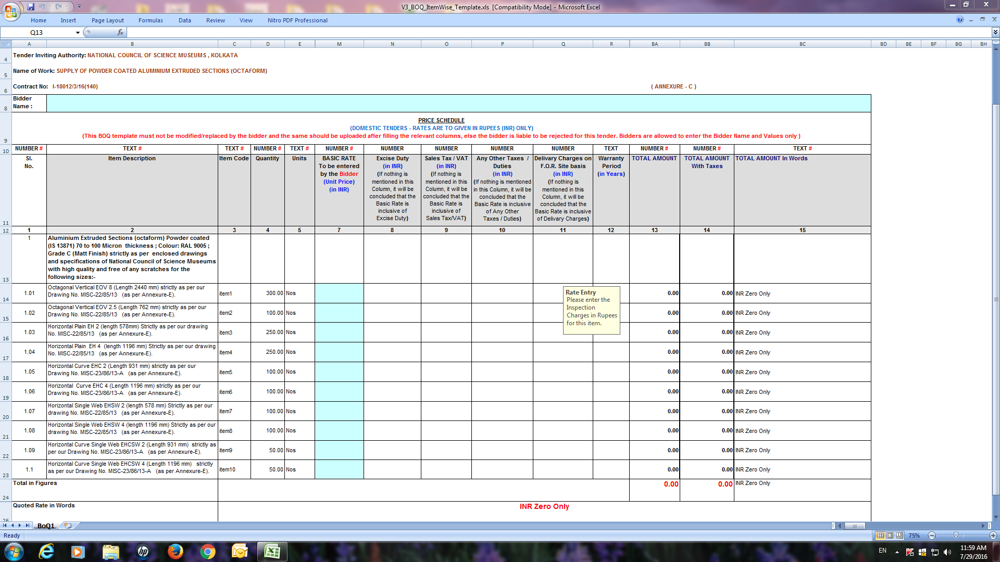 V3_BOQ_ItemWise_Template.xls [Compatibility Mode] - Microsoft Excel
Home Insert Page Layout Formulas Data Review View Nitro PDF Professional
Q13 fx
A B C D E M N O P Q R BA BB BC BD BE BF BG BH
4 Tender Inviting Authority: NATIONAL COUNCIL OF SCIENCE MUSEUMS , KOLKATA
5 Name of Work: SUPPLY OF POWDER COATED ALUMINIUM EXTRUDED SECTIONS (OCTAFORM)
6 Contract No: I-18012/3/16(140) ( ANNEXURE - C )
8 Bidder
Name :
PRICE SCHEDULE
(DOMESTIC TENDERS - RATES ARE TO GIVEN IN RUPEES (INR) ONLY)
9 (This BOQ template must not be modified/replaced by the bidder and the same should be uploaded after filling the relevant columns, else the bidder is liable to be rejected for this tender. Bidders are allowed to enter the Bidder Name and Values only )
10 NUMBER # TEXT # TEXT # NUMBER # TEXT # NUMBER # NUMBER NUMBER NUMBER NUMBER TEXT NUMBER # NUMBER # TEXT #
11
Sl.
No.
Item Description
Item Code
Quantity
Units
BASIC RATE
To be entered
by the Bidder
(Unit Price)
(in INR)
Excise Duty
(in INR)
(If nothing is
mentioned in this
Column, it will be
concluded that the
Basic Rate is
inclusive of
Excise Duty)
Sales Tax / VAT
(in INR)
(If nothing is
mentioned in this
Column, it will be
concluded that the
Basic Rate is
inclusive of
Sales Tax/VAT)
Any Other Taxes /
Duties
(in INR)
(If nothing is mentioned
in this Column, it will be
concluded that the
Basic Rate is inclusive
of Any Other
Taxes / Duties)
Delivary Charges on
F.O.R. Site basis
(in INR)
(If nothing is
mentioned in this
Column, it will be
concluded that the
Basic Rate is inclusive
of Delivary Charges)
Warranty
Period
(in Years)
TOTAL AMOUNT
TOTAL AMOUNT
With Taxes
TOTAL AMOUNT In Words
12 1 2 3 4 5 7 8 9 10 11 12 13 14 15
13 1 Aluminium Extruded Sections (octaform) Powder coated
(IS 13871) 70 to 100 Micron thickness ; Colour: RAL 9005 ;
Grade C (Matt Finish) strictly as per enclosed drawings
and specifications of National Council of Science Museums
with high quality and free of any scratches for the
following sizes:-
14 1.01 Octagonal Vertical EOV 8 (Length 2440 mm) strictly as per our
Drawing No. MISC-22/85/13 (as per Annexure-E). item1 300.00 Nos 0.00 0.00 INR Zero Only
Rate Entry
Please enter the
Inspection
Charges in Rupees
for this item.
15 1.02 Octagonal Vertical EOV 2.5 (Length 762 mm) strictly as per our
Drawing No. MISC-22/85/13 (as per Annexure-E). item2 100.00 Nos 0.00 0.00 INR Zero Only
16 1.03 Horizontal Plain EH 2 (length 578mm) Strictly as per our drawing
No. MISC-22/85/13 (as per Annexure-E). item3 250.00 Nos 0.00 0.00 INR Zero Only
17 1.04 Horizontal Plain EH 4 (length 1196 mm) Strictly as per our drawing
No. MISC-22/85/13 (as per Annexure-E). item4 250.00 Nos 0.00 0.00 INR Zero Only
18 1.05 Horizontal Curve EHC 2 (Length 931 mm) strictly as per our
Drawing No. MISC-23/86/13-A (as per Annexure-E). item5 100.00 Nos 0.00 0.00 INR Zero Only
19 1.06 Horizontal Curve EHC 4 (Length 1196 mm) strictly as per our
Drawing No. MISC-23/86/13-A (as per Annexure-E). item6 100.00 Nos 0.00 0.00 INR Zero Only
20 1.07 Horizontal Single Web EHSW 2 (length 578 mm) Strictly as per our
drawing No. MISC-22/85/13 (as per Annexure-E). item7 100.00 Nos 0.00 0.00 INR Zero Only
21 1.08 Horizontal Single Web EHSW 4 (length 1196 mm) Strictly as per our
drawing No. MISC-22/85/13 (as per Annexure-E). item8 100.00 Nos 0.00 0.00 INR Zero Only
22 1.09 Horizontal Curve Single Web EHCSW 2 (Length 931 mm) strictly as
per our Drawing No. MISC-23/86/13-A (as per Annexure-E). item9 50.00 Nos 0.00 0.00 INR Zero Only
23 1.1 Horizontal Curve Single Web EHCSW 4 (Length 1196 mm) strictly
as per our Drawing No. MISC-23/86/13-A (as per Annexure-E). item10 50.00 Nos 0.00 0.00 INR Zero Only
24 Total in Figures 0.00 0.00 INR Zero Only
26 Quoted Rate in Words INR Zero Only
BoQ1
Ready 75%
EN 11:59 AM
7/29/2016